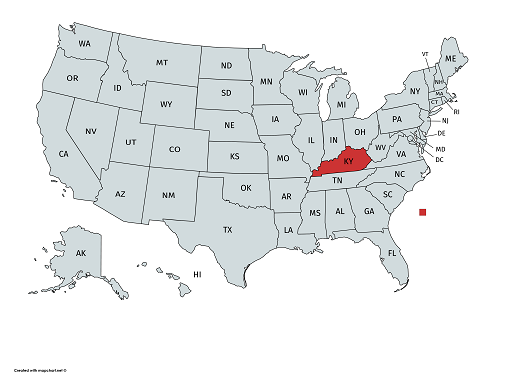 WA
MT
ND
MN
OR
ID
WY
SD
WI
MI
NY
VT
NH
ME
MA
CT
RI
NV
UT
CO
NE
IA
IL
IN
OH
PA
NJ
DE
MD
DC
CA
KS
MO
KY
WV
VA
AZ
NM
OK
AR
TN
NC
SC
TX
LA
MS
AL
GA
FL
AK
HI
Created with mapchart.net ©